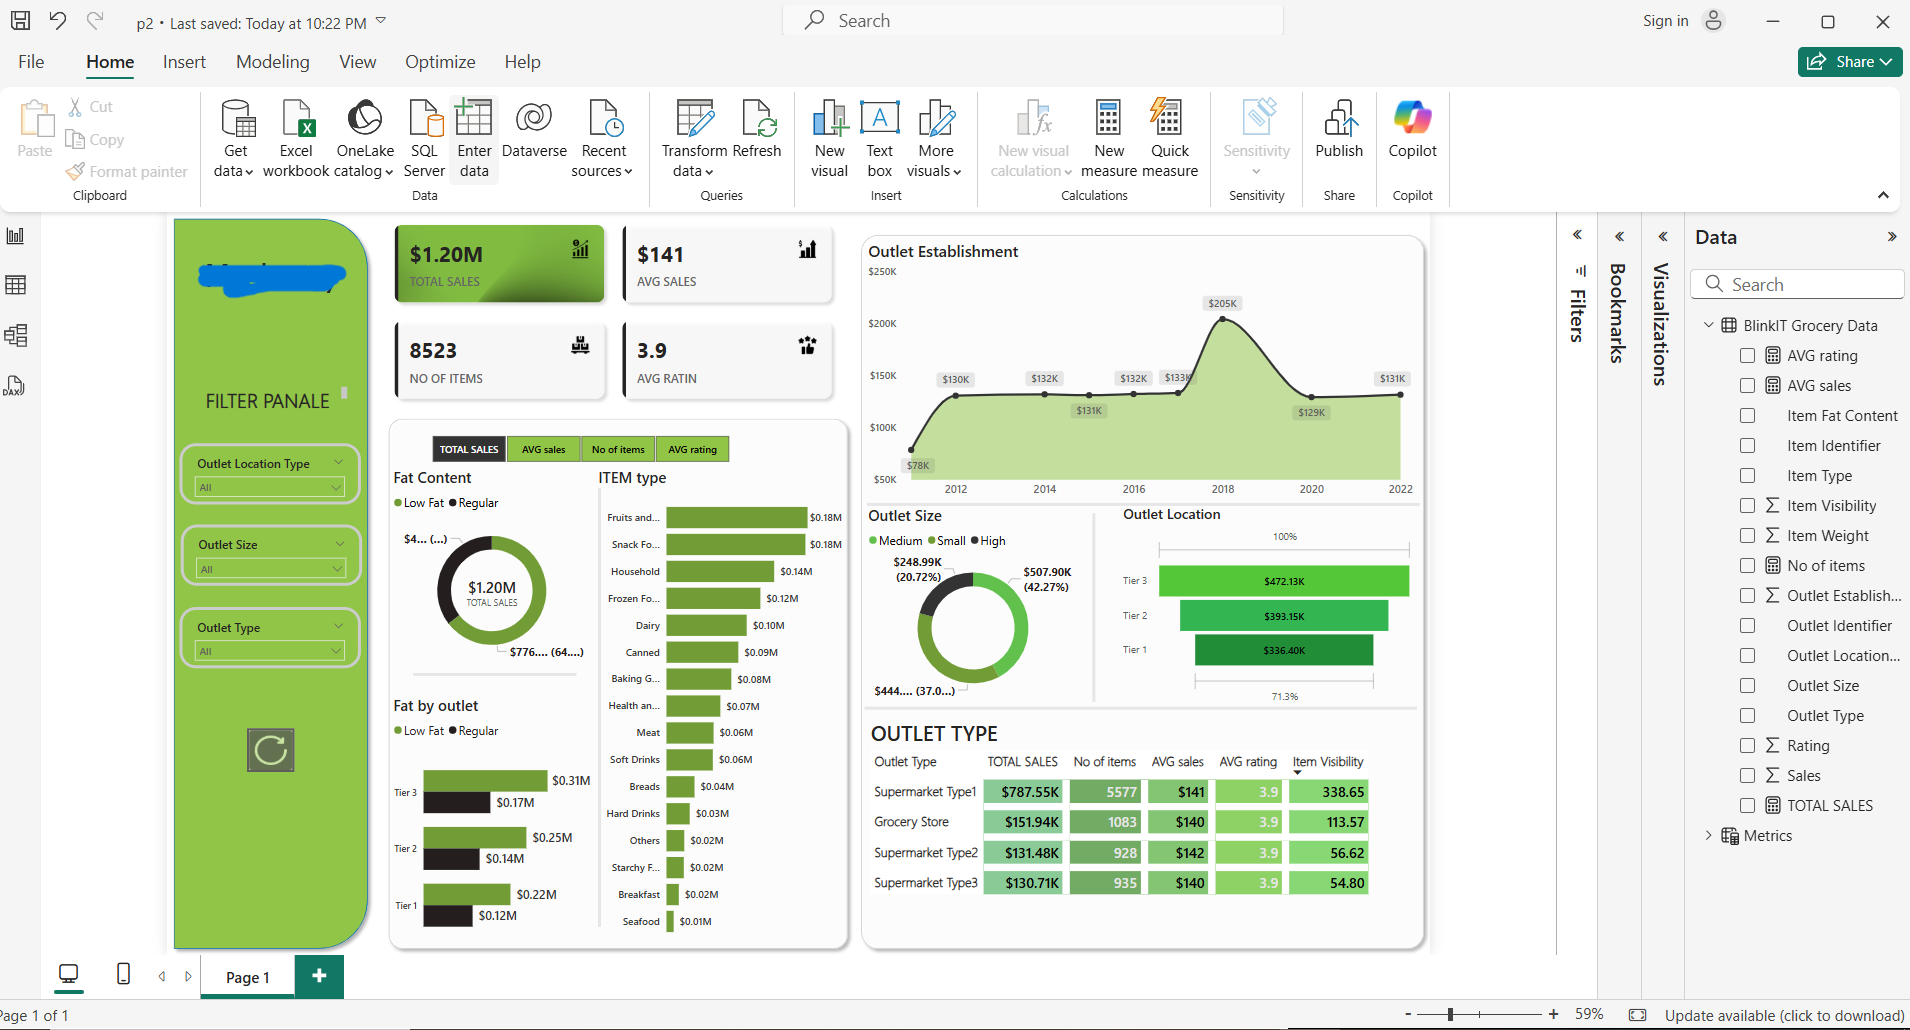 p2 • Last saved: Today at 10:22 PM
Search
Sign in
File
Home
Insert
Modeling
View
Optimize
Help
Share
Paste
Cut
Copy
Format painter
Clipboard
Get data
Excel workbook
OneLake catalog
SQL Server
Enter data
Dataverse
Recent sources
Data
Transform data
Refresh
Queries
New visual
Text box
More visuals
Insert
New visual calculation
New measure
Quick measure
Calculations
Sensitivity
Sensitivity
Publish
Share
Copilot
Copilot
FILTER PANALE
Outlet Location Type
All
Outlet Size
All
Outlet Type
All
$1.20M
TOTAL SALES
$141
AVG SALES
8523
NO OF ITEMS
3.9
AVG RATIN
TOTAL SALES
AVG sales
No of items
AVG rating
Fat Content
Low Fat
Regular
$4... (...)
$1.20M
TOTAL SALES
$776.... (64....)
Fat by outlet
Low Fat
Regular
Tier 3
$0.31M
$0.17M
Tier 2
$0.25M
$0.14M
Tier 1
$0.22M
$0.12M
ITEM type
Fruits and... $0.18M
Snack Fo... $0.18M
Household $0.14M
Frozen Fo... $0.12M
Dairy $0.10M
Canned $0.09M
Baking G... $0.08M
Health an... $0.07M
Meat $0.06M
Soft Drinks $0.06M
Breads $0.04M
Hard Drinks $0.03M
Others $0.02M
Starchy F... $0.02M
Breakfast $0.02M
Seafood $0.01M
Outlet Establishment
$250K
$200K
$150K
$100K
$50K
$78K
$130K
$132K
$131K
$132K
$133K
$205K
$129K
$131K
2012 2014 2016 2018 2020 2022
Outlet Size
Medium
Small
High
$248.99K
(20.72%)
$507.90K
(42.27%)
$444.... (37.0...)
Outlet Location
100%
Tier 3 $472.13K
Tier 2 $393.15K
Tier 1 $336.40K
71.3%
OUTLET TYPE
Outlet Type TOTAL SALES No of items AVG sales AVG rating Item Visibility
Supermarket Type1 $787.55K 5577 $141 3.9 338.65
Grocery Store $151.94K 1083 $140 3.9 113.57
Supermarket Type2 $131.48K 928 $142 3.9 56.62
Supermarket Type3 $130.71K 935 $140 3.9 54.80
Filters
Bookmarks
Visualizations
Data
Search
BlinkIT Grocery Data
AVG rating
AVG sales
Item Fat Content
Item Identifier
Item Type
Item Visibility
Item Weight
No of items
Outlet Establish...
Outlet Identifier
Outlet Location...
Outlet Size
Outlet Type
Rating
Sales
TOTAL SALES
Metrics
DAX
Page 1
Page 1 of 1
- + 59%
Update available (click to download)